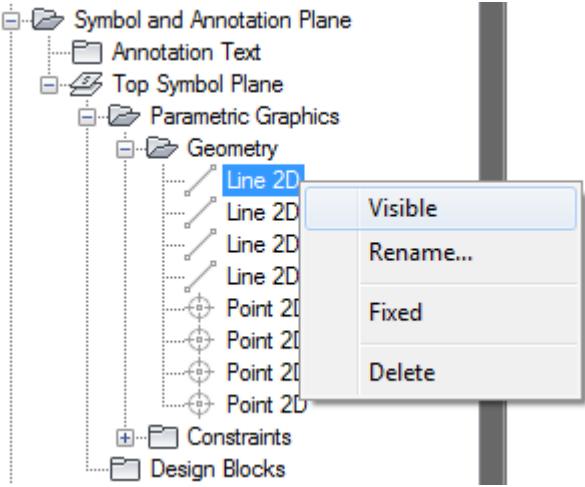 Symbol and Annotation Plane
Annotation Text
Top Symbol Plane
Parametric Graphics
Geometry
Line 2D
Visible
Line 2D
Rename...
Line 2D
Line 2D
Fixed
Point 2D
Point 2D
Point 2D
Delete
Point 2D
Constraints
Design Blocks